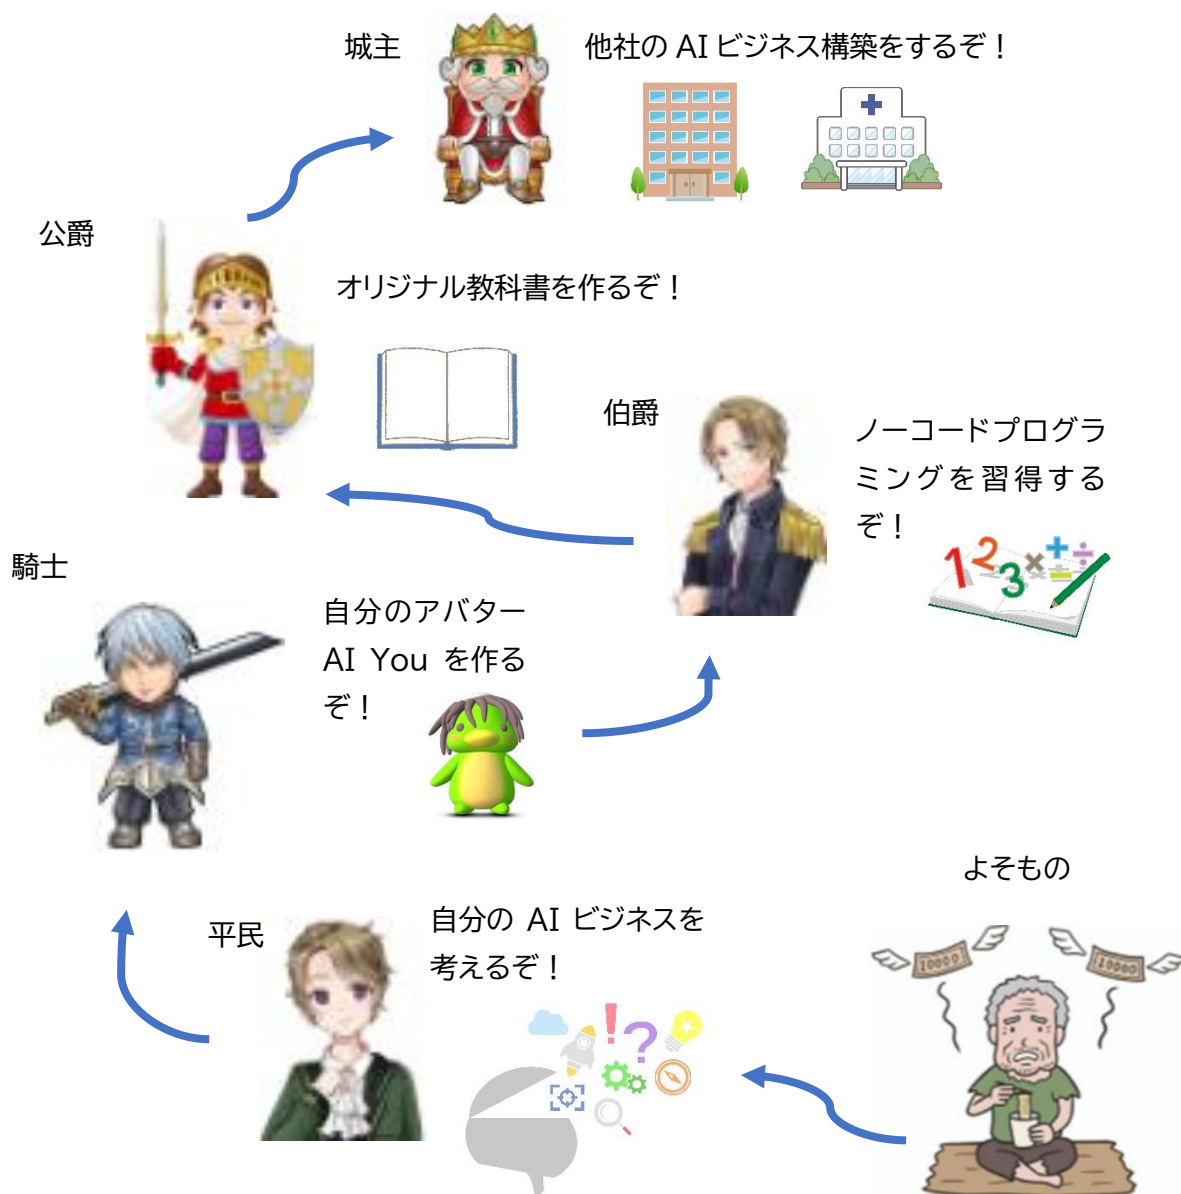 城主
他社の AI ビジネス構築をするぞ！
公爵
オリジナル教科書を作るぞ！
伯爵
ノーコードプログラ
ミングを習得する
ぞ！
騎士
自分のアバター
AI You を作る
ぞ！
よそもの
平民
自分の AI ビジネスを
考えるぞ！
10000
10000
123